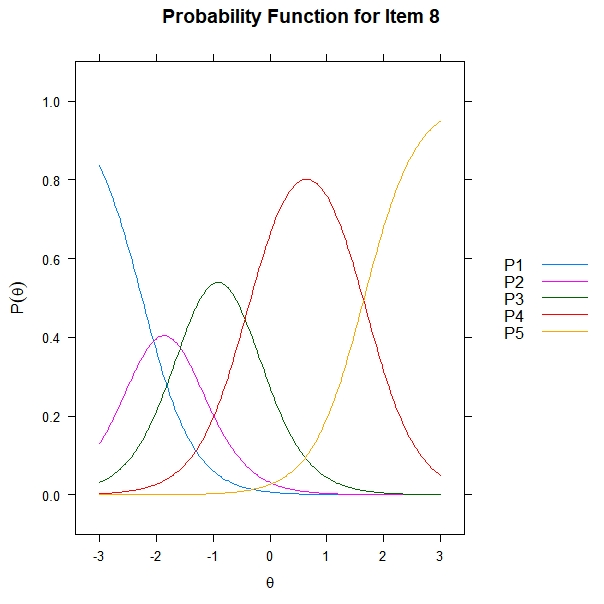 Probability Function for Item 8
P(θ)
1.0
0.8
0.6
0.4
0.2
0.0
-3 -2 -1 0 1 2 3
θ
P1
P2
P3
P4
P5